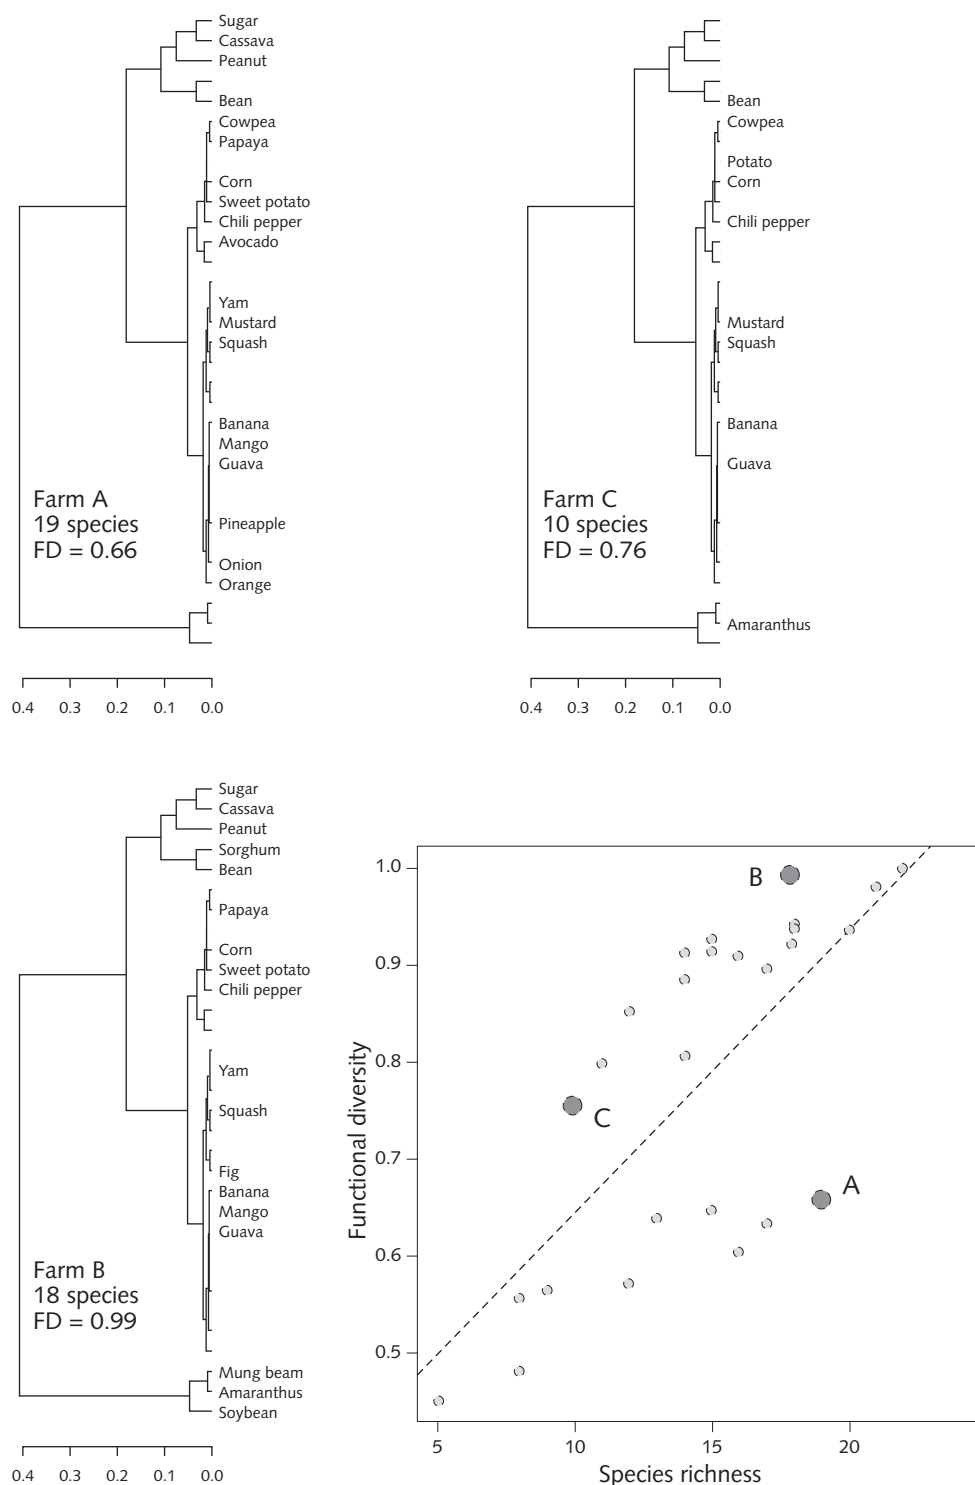 Sugar
Cassava
Peanut
Bean
Cowpea
Papaya
Corn
Sweet potato
Chili pepper
Avocado
Yam
Mustard
Squash
Banana
Mango
Guava
Pineapple
Onion
Orange
Farm A
19 species
FD = 0.66
0.4 0.3 0.2 0.1 0.0
Bean
Cowpea
Potato
Corn
Chili pepper
Mustard
Squash
Banana
Guava
Amaranthus
Farm C
10 species
FD = 0.76
0.4 0.3 0.2 0.1 0.0
Sugar
Cassava
Peanut
Sorghum
Bean
Papaya
Corn
Sweet potato
Chili pepper
Yam
Squash
Fig
Banana
Mango
Guava
Mung beam
Amaranthus
Soybean
Farm B
18 species
FD = 0.99
0.4 0.3 0.2 0.1 0.0
Functional diversity
1.0
0.9
0.8
0.7
0.6
0.5
B
C
A
5 10 15 20
Species richness